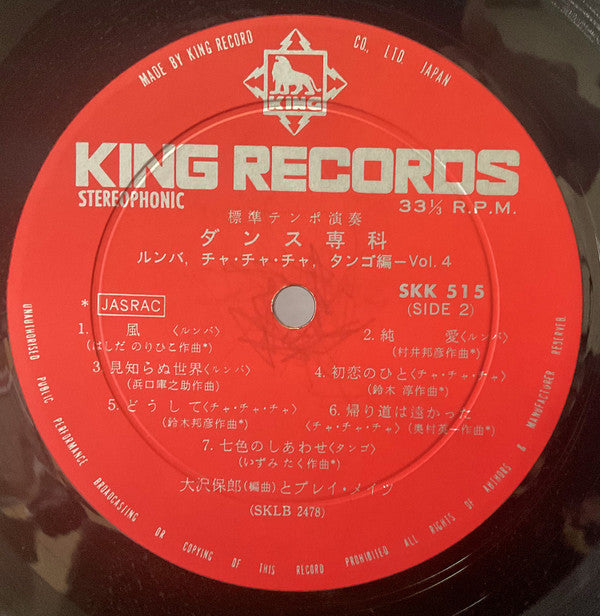 MADE BY KING RECORD CO., LTD. JAPAN
KING
KING RECORDS
STEREOPHONIC
33⅓ R.P.M.
標準テンポ演奏
ダンス専科
ルンバ, チャ・チャ・チャ, タンゴ編−Vol. 4
SKK 515
* JASRAC
(SIDE 2)
1. 風〈ルンバ〉
(はしだ のりひこ作曲*)
2. 純愛〈ルンバ〉
(村井邦彦作曲*)
3. 見知らぬ世界〈ルンバ〉
(浜口庫之助作曲)
4. 初恋のひと〈チャ・チャ・チャ〉
(鈴木 淳作曲*)
5. どうして〈チャ・チャ・チャ〉
(鈴木邦彦作曲*)
6. 帰り道は遠かった
〈チャ・チャ・チャ〉(奥村英一作曲*)
7. 七色のしあわせ〈タンゴ〉
(いずみ たく作曲*)
大沢保郎(編曲)とプレイ・メイツ
(SKLB 2478)
UNAUTHORISED PUBLIC PERFORMANCE BROADCASTING OR COPYING OF THIS RECORD PROHIBITED ALL RIGHTS OF AUTHORS & MANUFACTURER RESERVED.